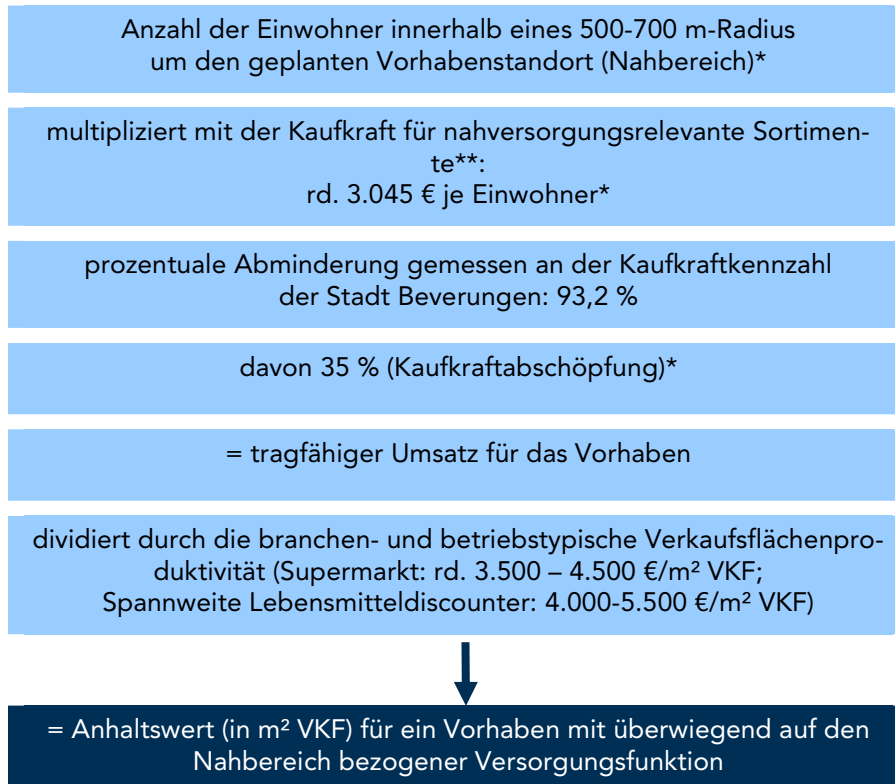 Anzahl der Einwohner innerhalb eines 500-700 m-Radius
um den geplanten Vorhabenstandort (Nahbereich)*
multipliziert mit der Kaufkraft für nahversorgungsrelevante Sortimen-
te**:
rd. 3.045 € je Einwohner*
prozentuale Abminderung gemessen an der Kaufkraftkennzahl
der Stadt Beverungen: 93,2 %
davon 35 % (Kaufkraftabschöpfung)*
= tragfähiger Umsatz für das Vorhaben
dividiert durch die branchen- und betriebstypische Verkaufsflächenpro-
duktivität (Supermarkt: rd. 3.500 – 4.500 €/m² VKF;
Spannweite Lebensmitteldiscounter: 4.000-5.500 €/m² VKF)
= Anhaltswert (in m² VKF) für ein Vorhaben mit überwiegend auf den
Nahbereich bezogener Versorgungsfunktion